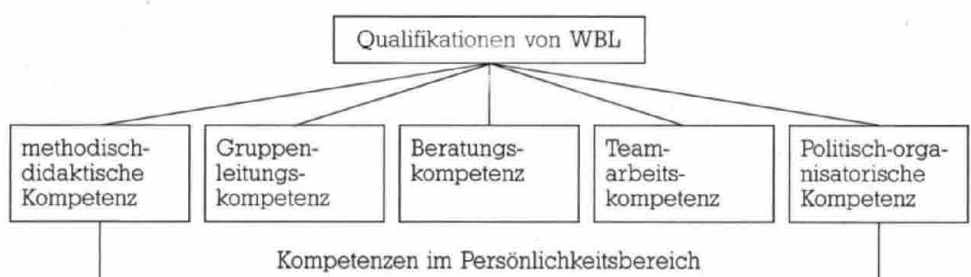 Qualifikationen von WBL
methodisch-
didaktische
Kompetenz
Gruppen-
leitungs-
kompetenz
Beratungs-
kompetenz
Team-
arbeits-
kompetenz
Politisch-orga-
nisatorische
Kompetenz
Kompetenzen im Persönlichkeitsbereich